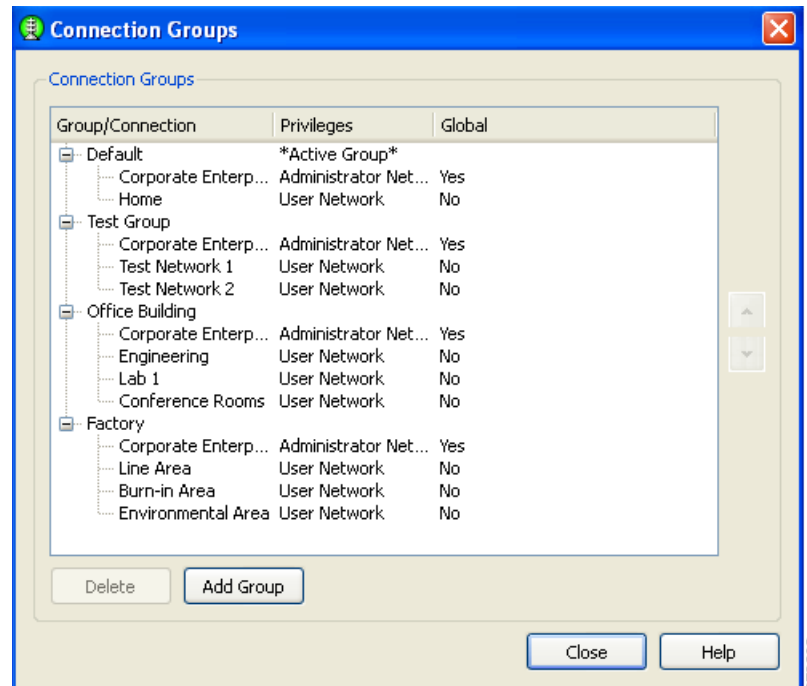 Connection Groups
Connection Groups
Group/Connection Privileges Global
Default *Active Group*
Corporate Enterp... Administrator Net... Yes
Home User Network No
Test Group
Corporate Enterp... Administrator Net... Yes
Test Network 1 User Network No
Test Network 2 User Network No
Office Building
Corporate Enterp... Administrator Net... Yes
Engineering User Network No
Lab 1 User Network No
Conference Rooms User Network No
Factory
Corporate Enterp... Administrator Net... Yes
Line Area User Network No
Burn-in Area User Network No
Environmental Area User Network No
Delete Add Group
Close Help